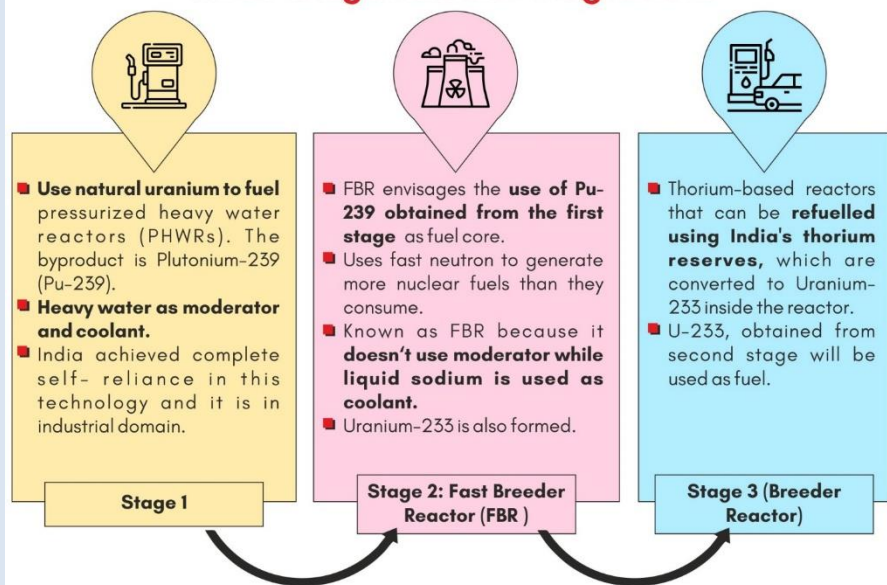 Use natural uranium to fuel
pressurized heavy water
reactors (PHWRs). The
byproduct is Plutonium-239
(Pu-239).
Heavy water as moderator
and coolant.
India achieved complete
self- reliance in this
technology and it is in
industrial domain.
Stage 1
FBR envisages the use of Pu-
239 obtained from the first
stage as fuel core.
Uses fast neutron to generate
more nuclear fuels than they
consume.
Known as FBR because it
doesn't use moderator while
liquid sodium is used as
coolant.
Uranium-233 is also formed.
Stage 2: Fast Breeder
Reactor (FBR )
Thorium-based reactors
that can be refuelled
using India's thorium
reserves, which are
converted to Uranium-
233 inside the reactor.
U-233, obtained from
second stage will be
used as fuel.
Stage 3 (Breeder
Reactor)